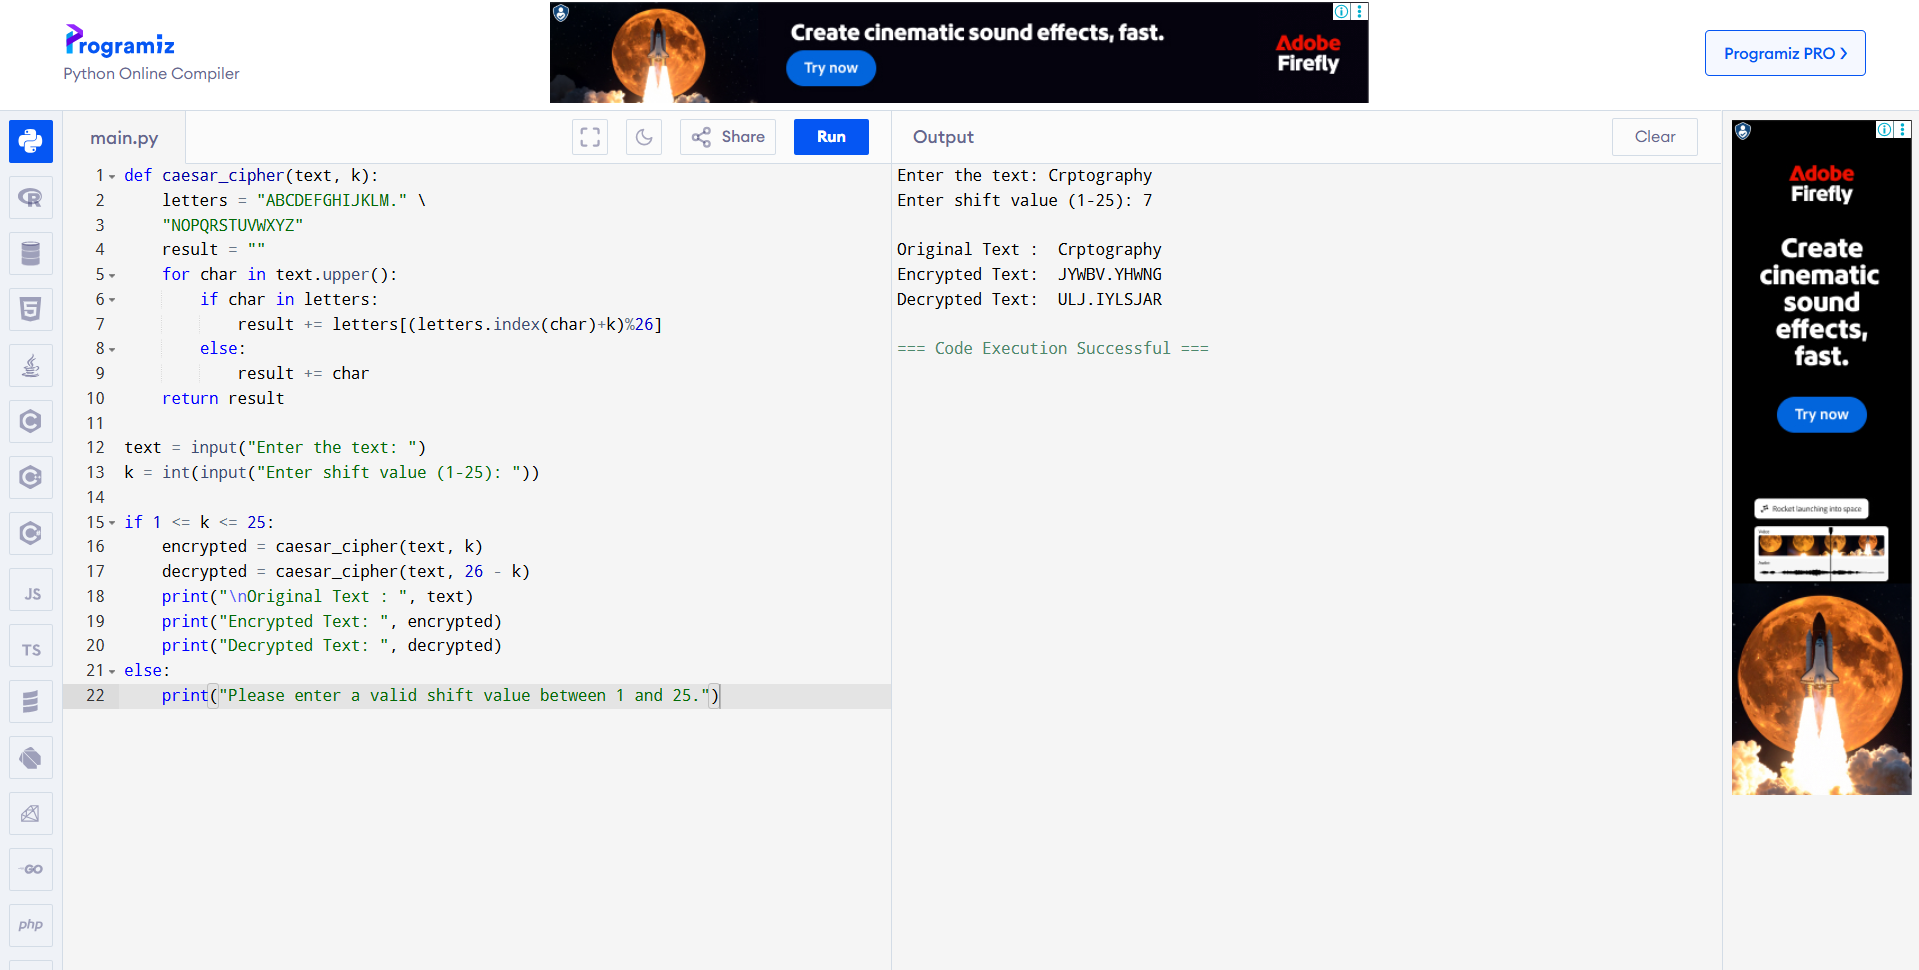 Programiz
Python Online Compiler
Create cinematic sound effects, fast.
Try now
Adobe
Firefly
Programiz PRO
main.py
Share
Run
Output
Clear
1 def caesar_cipher(text, k):
2     letters = "ABCDEFGHIJKLM." \
3     "NOPQRSTUVWXYZ"
4     result = ""
5     for char in text.upper():
6         if char in letters:
7             result += letters[(letters.index(char)+k)%26]
8         else:
9             result += char
10     return result
11
12 text = input("Enter the text: ")
13 k = int(input("Enter shift value (1-25): "))
14
15 if 1 <= k <= 25:
16     encrypted = caesar_cipher(text, k)
17     decrypted = caesar_cipher(text, 26 - k)
18     print("\nOriginal Text : ", text)
19     print("Encrypted Text: ", encrypted)
20     print("Decrypted Text: ", decrypted)
21 else:
22     print("Please enter a valid shift value between 1 and 25.")
Enter the text: Crptography
Enter shift value (1-25): 7
Original Text :  Crptography
Encrypted Text:  JYWBV.YHWNG
Decrypted Text:  ULJ.IYLSJAR
=== Code Execution Successful ===
JS
TS
GO
php
Adobe
Firefly
Create
cinematic
sound
effects,
fast.
Try now
Rocket launching into space
Video
Audio